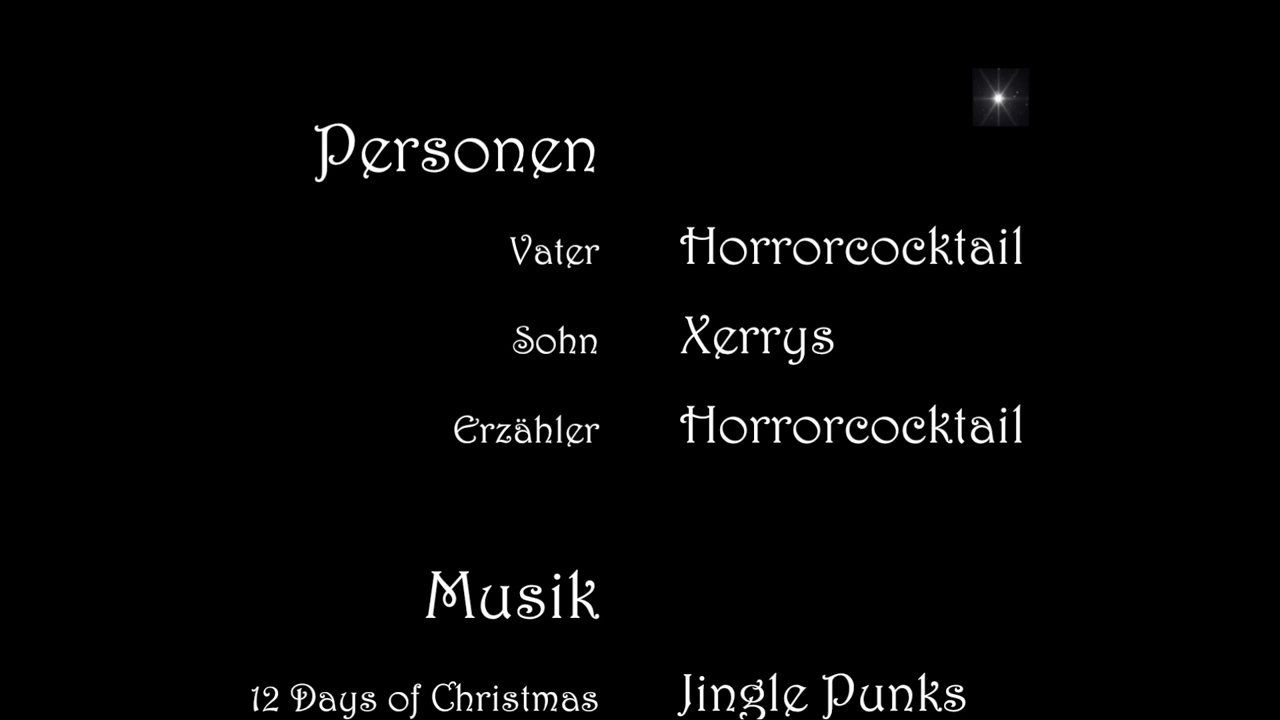 Personen
Vater Horrorcocktail
Sohn Xerrys
Erzähler Horrorcocktail
Musik
12 Days of Christmas Jingle Punks